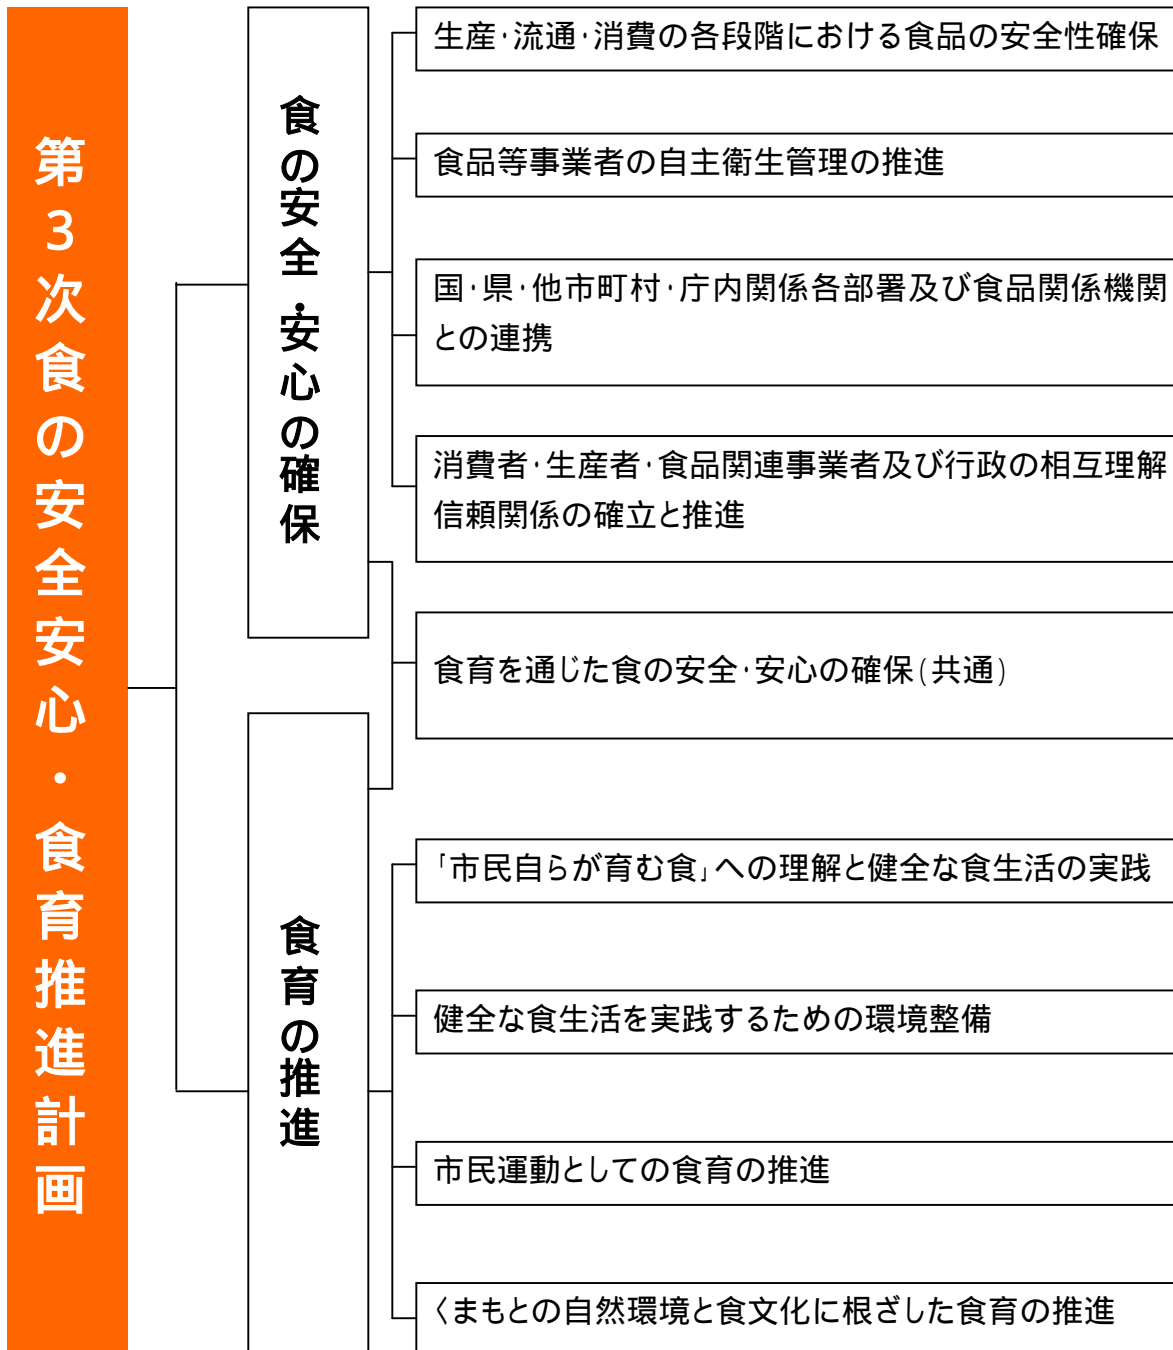 第3次食の安全安心・食育推進計画
食の安全・安心の確保
生産・流通・消費の各段階における食品の安全性確保
食品等事業者の自主衛生管理の推進
国・県・他市町村・庁内関係各部署及び食品関係機関
との連携
消費者・生産者・食品関連事業者及び行政の相互理解
信頼関係の確立と推進
食育を通じた食の安全・安心の確保(共通)
食育の推進
「市民自らが育む食」への理解と健全な食生活の実践
健全な食生活を実践するための環境整備
市民運動としての食育の推進
くまもとの自然環境と食文化に根ざした食育の推進